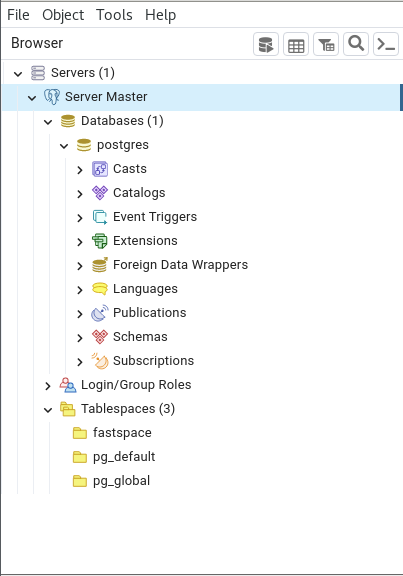 File Object Tools Help
Browser
Servers (1)
Server Master
Databases (1)
postgres
Casts
Catalogs
Event Triggers
Extensions
Foreign Data Wrappers
Languages
Publications
Schemas
Subscriptions
Login/Group Roles
Tablespaces (3)
fastspace
pg_default
pg_global